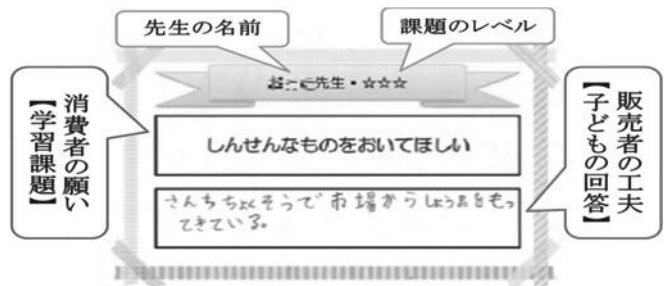 先生の名前
課題のレベル
先生・☆☆☆
消費者の願い
【学習課題】
しんせんなものをおいてほしい
さんちちょくそうで市場からしょう品をもっ
てきている。
販売者の工夫
【子どもの回答】